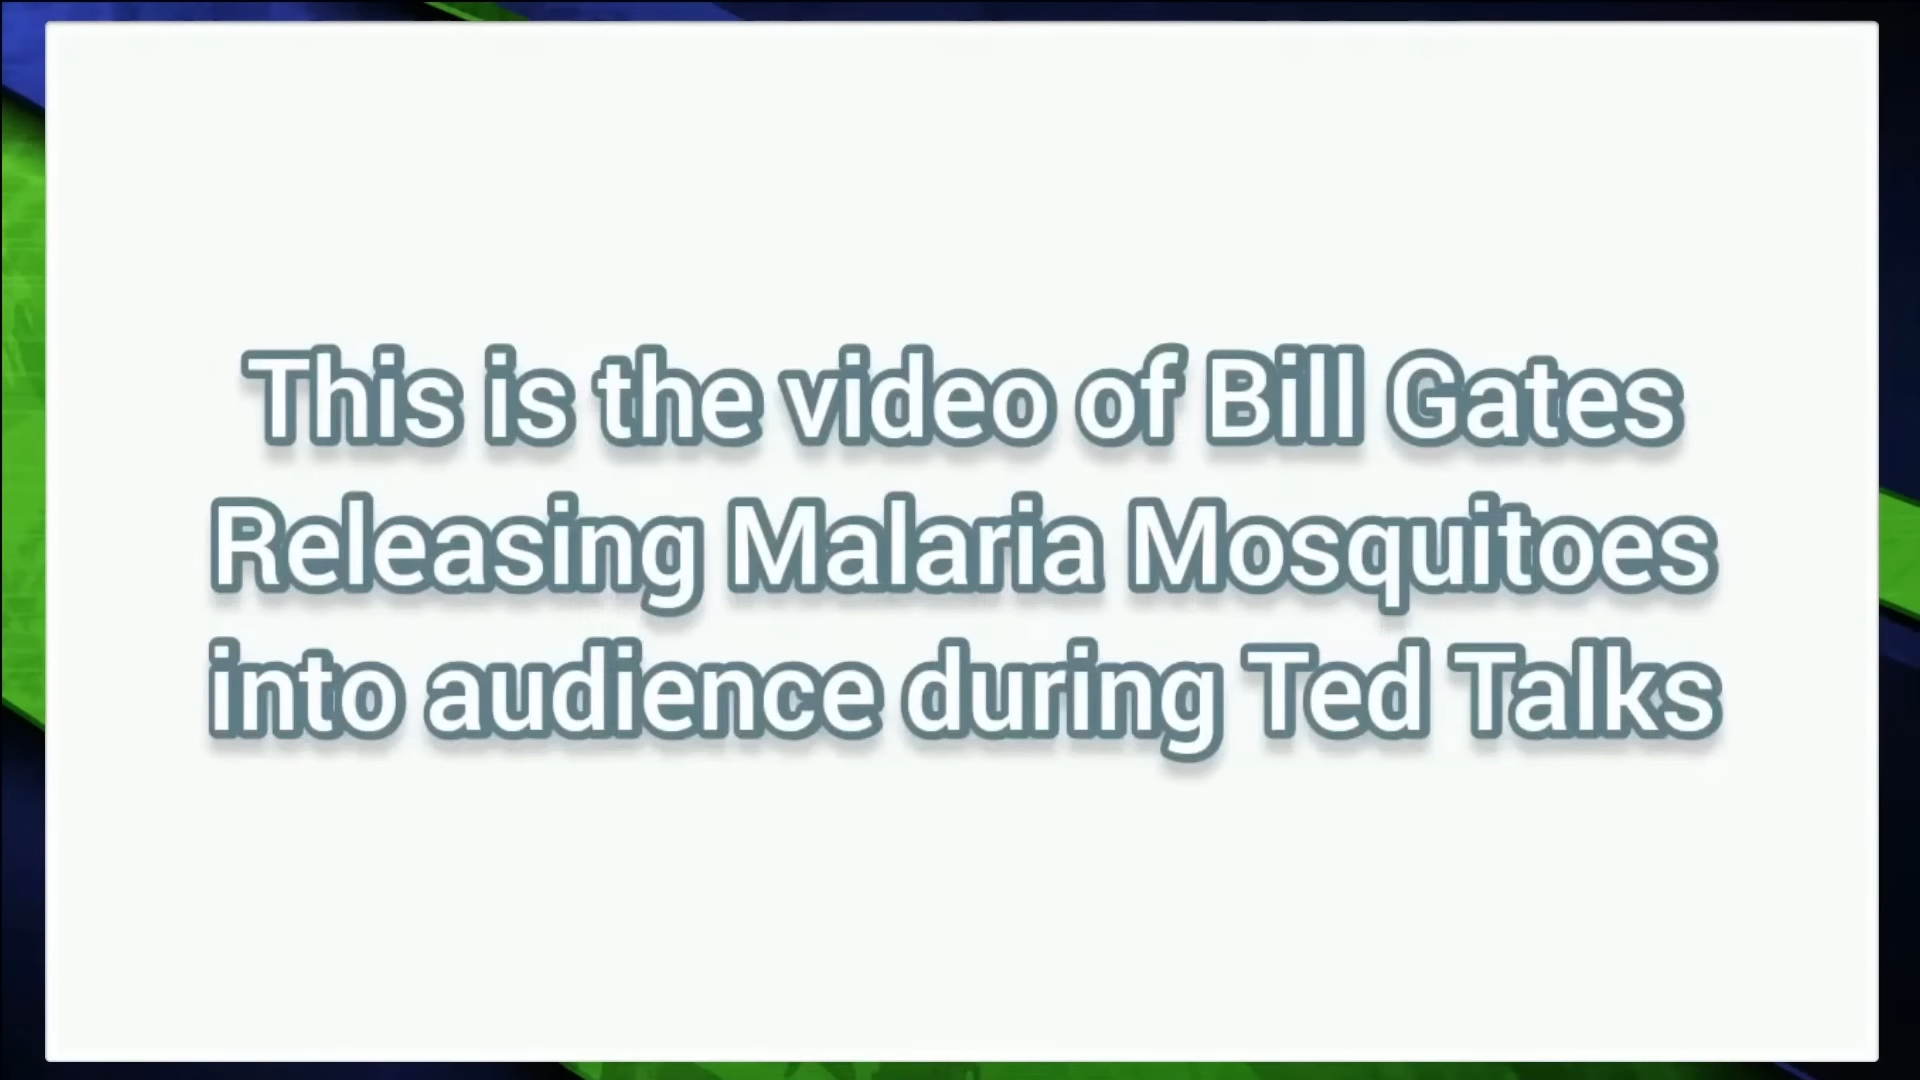 This is the video of Bill Gates
Releasing Malaria Mosquitoes
into audience during Ted Talks